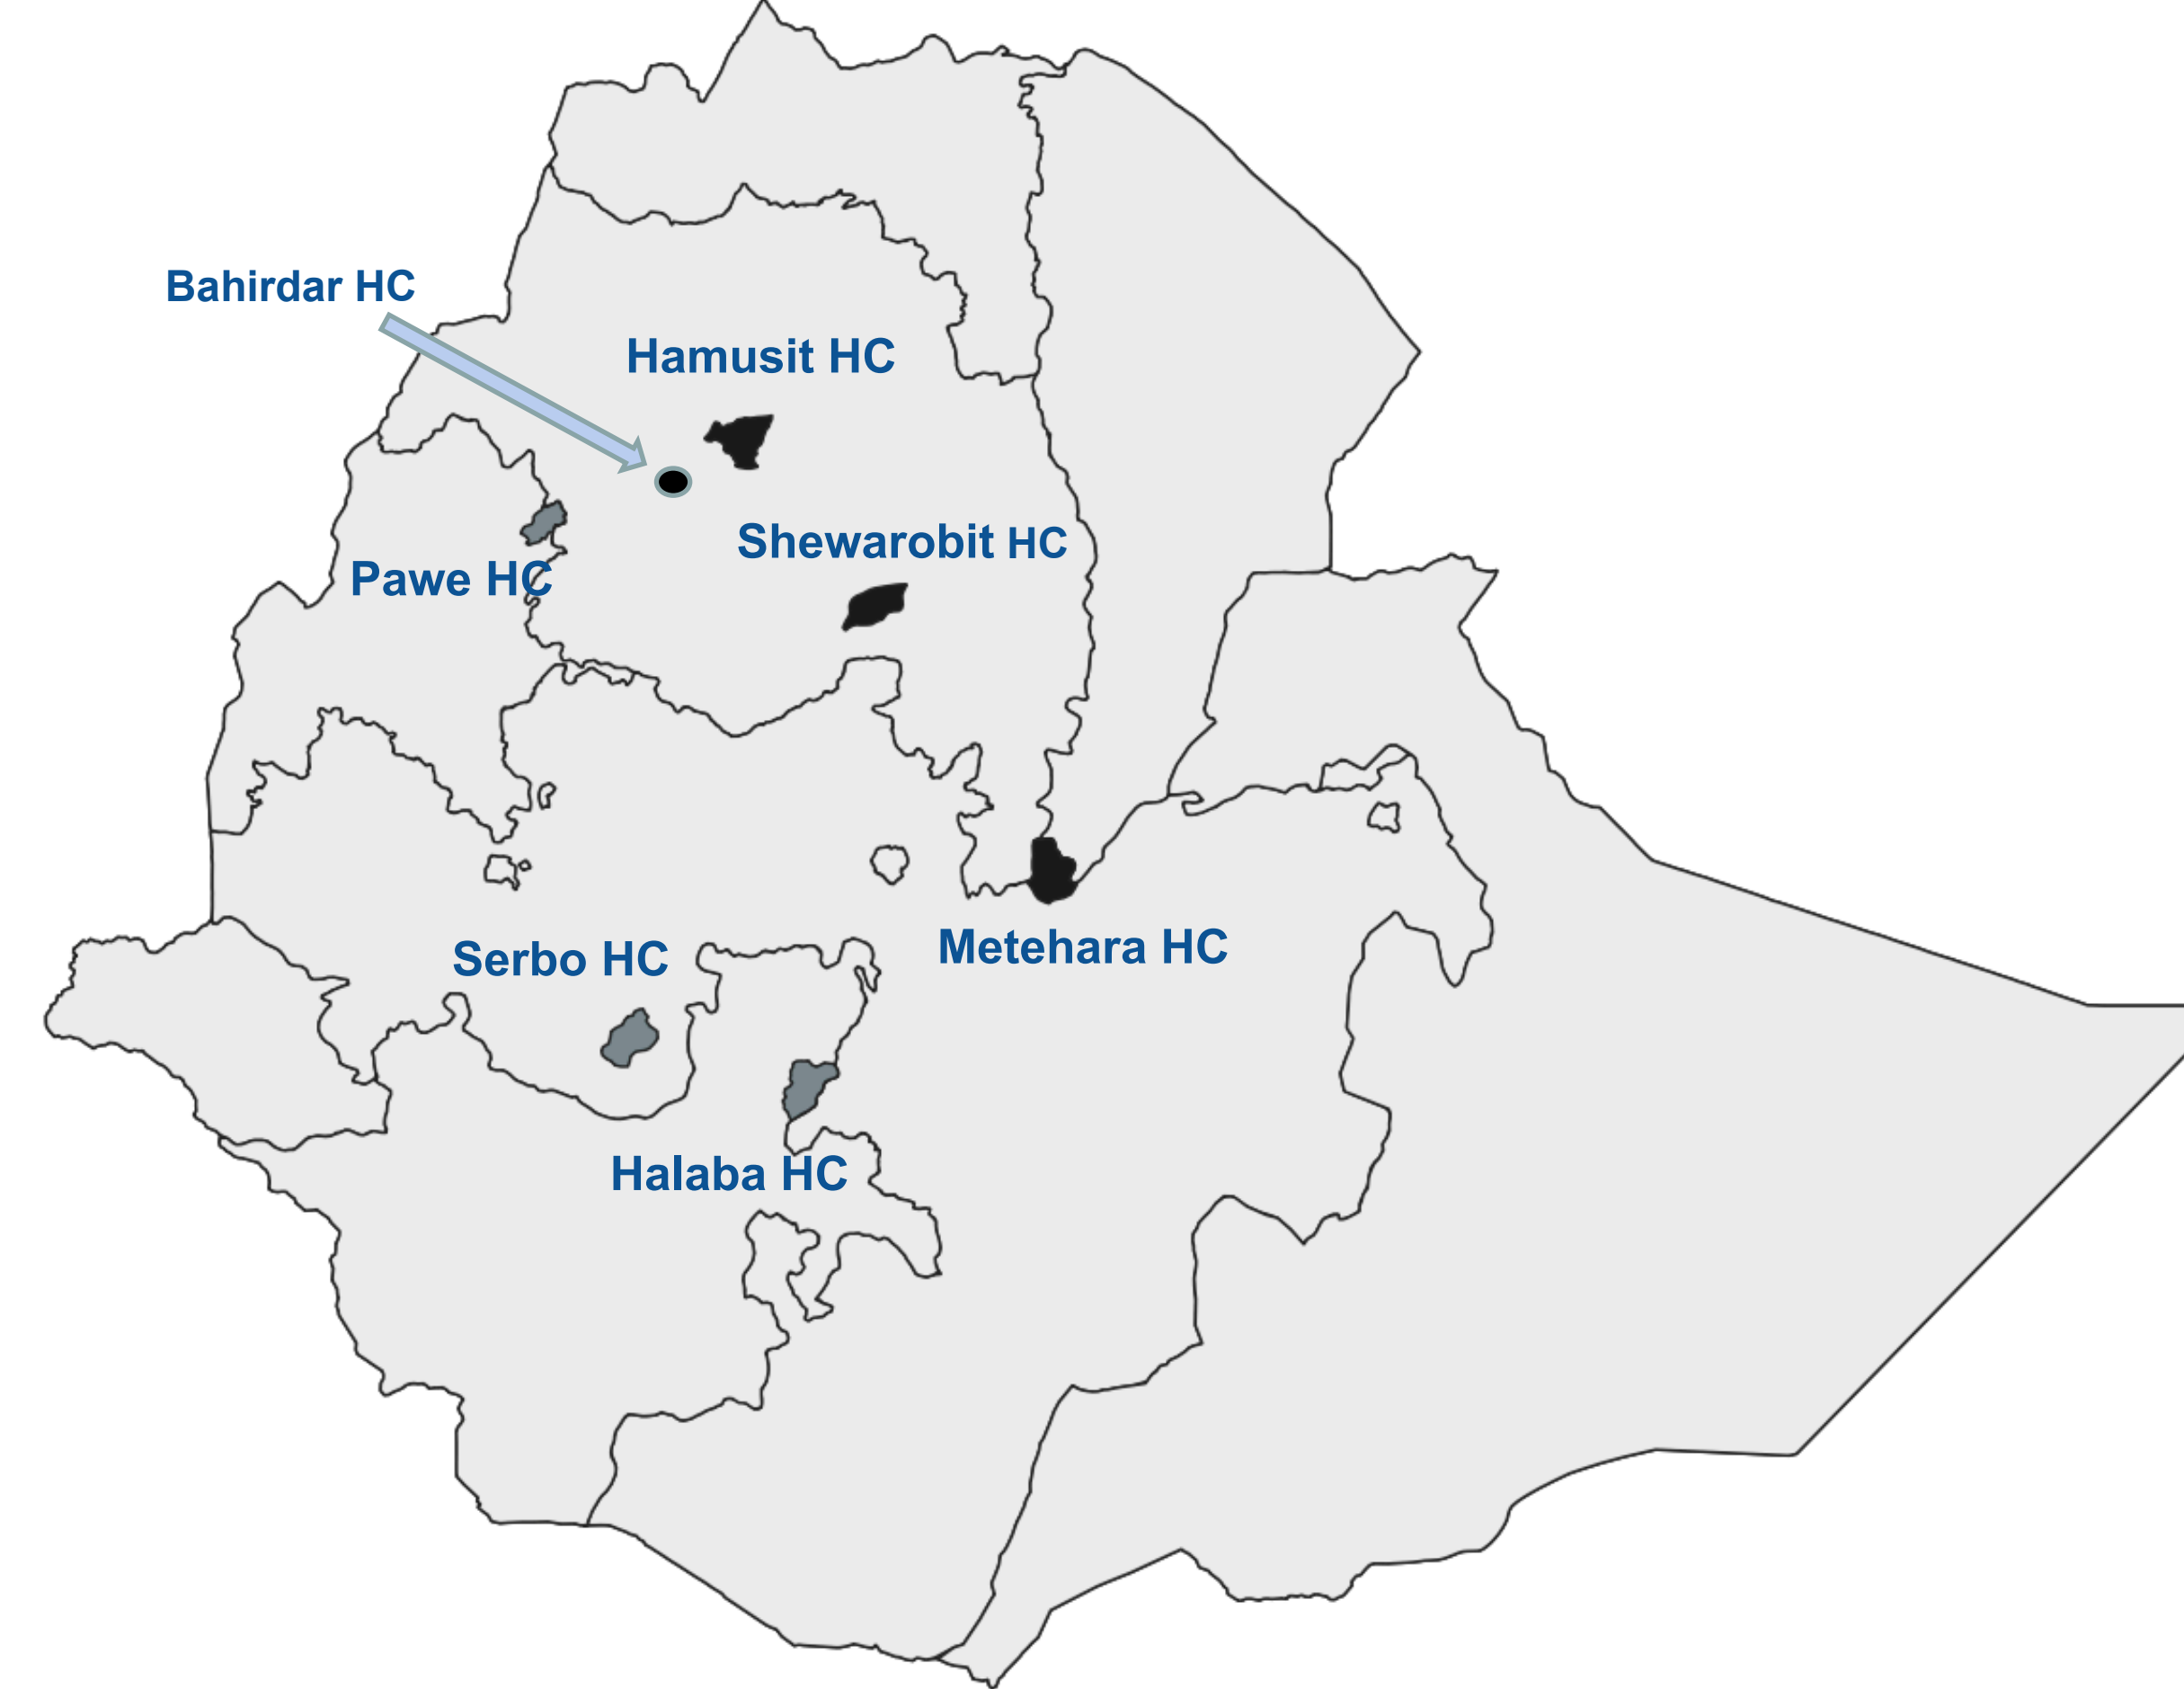 Bahirdar HC
Hamusit HC
Shewarobit HC
Pawe HC
Metehara HC
Serbo HC
Halaba HC